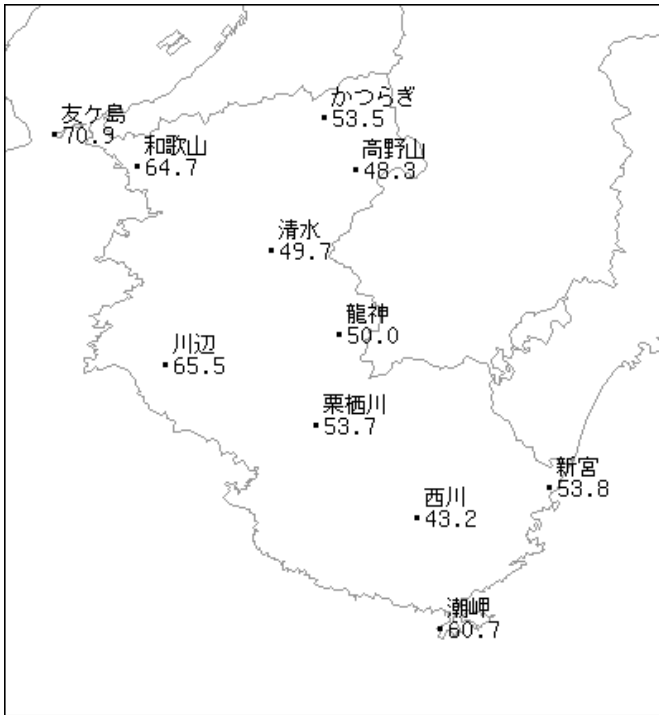 かつらぎ
53.5
友ケ島
70.9
和歌山
64.7
高野山
48.3
清水
49.7
龍神
50.0
川辺
65.5
栗栖川
53.7
新宮
53.8
西川
43.2
潮岬
60.7